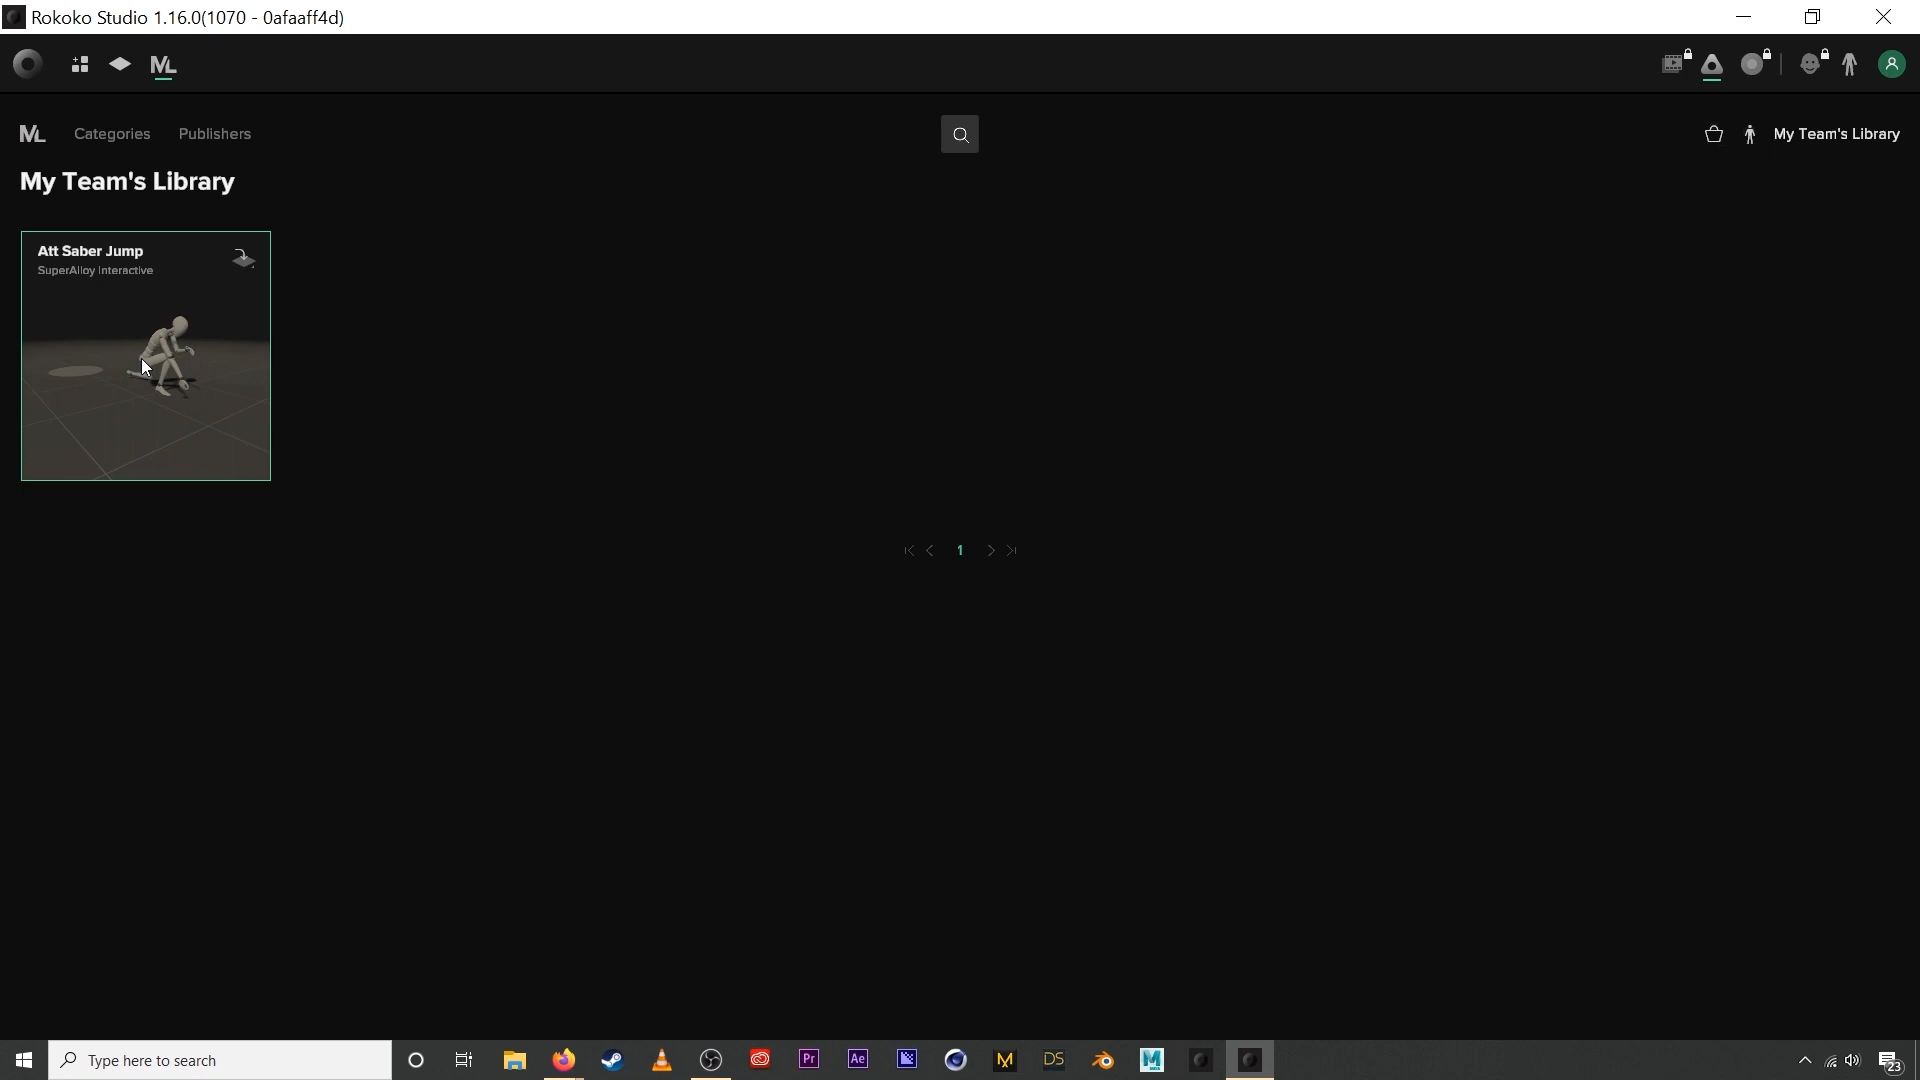 Rokoko Studio 1.16.0(1070 - 0afaaff4d)
ML
ML Categories Publishers My Team's Library
My Team's Library
Att Saber Jump
SuperAlloy Interactive
1
Type here to search Pr Ae M DS M 23